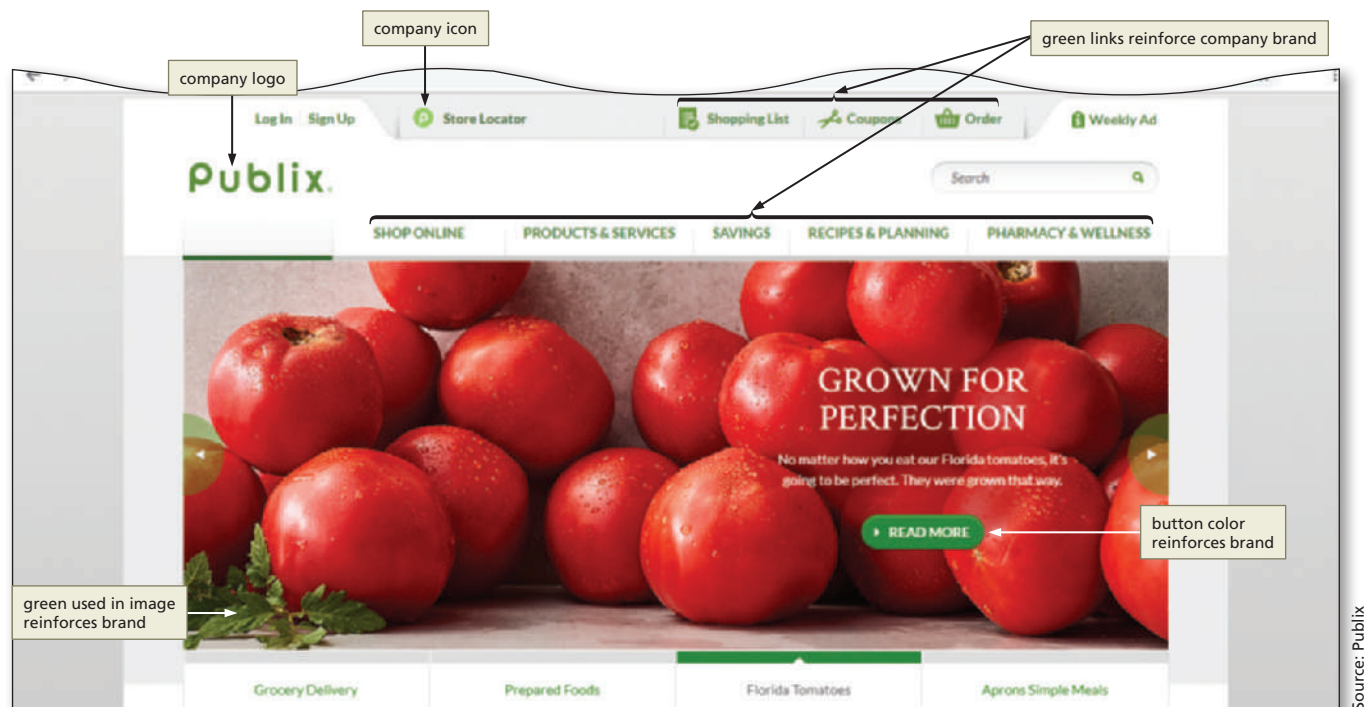 company icon
green links reinforce company brand
company logo
Log In Sign Up Store Locator Shopping List Coupons Order Weekly Ad
Publix.
Search
SHOP ONLINE PRODUCTS & SERVICES SAVINGS RECIPES & PLANNING PHARMACY & WELLNESS
GROWN FOR
PERFECTION
No matter how you eat our Florida tomatoes, it's
going to be perfect. They were grown that way.
READ MORE
button color
reinforces brand
green used in image
reinforces brand
Grocery Delivery Prepared Foods Florida Tomatoes Aprons Simple Meals
Source: Publix